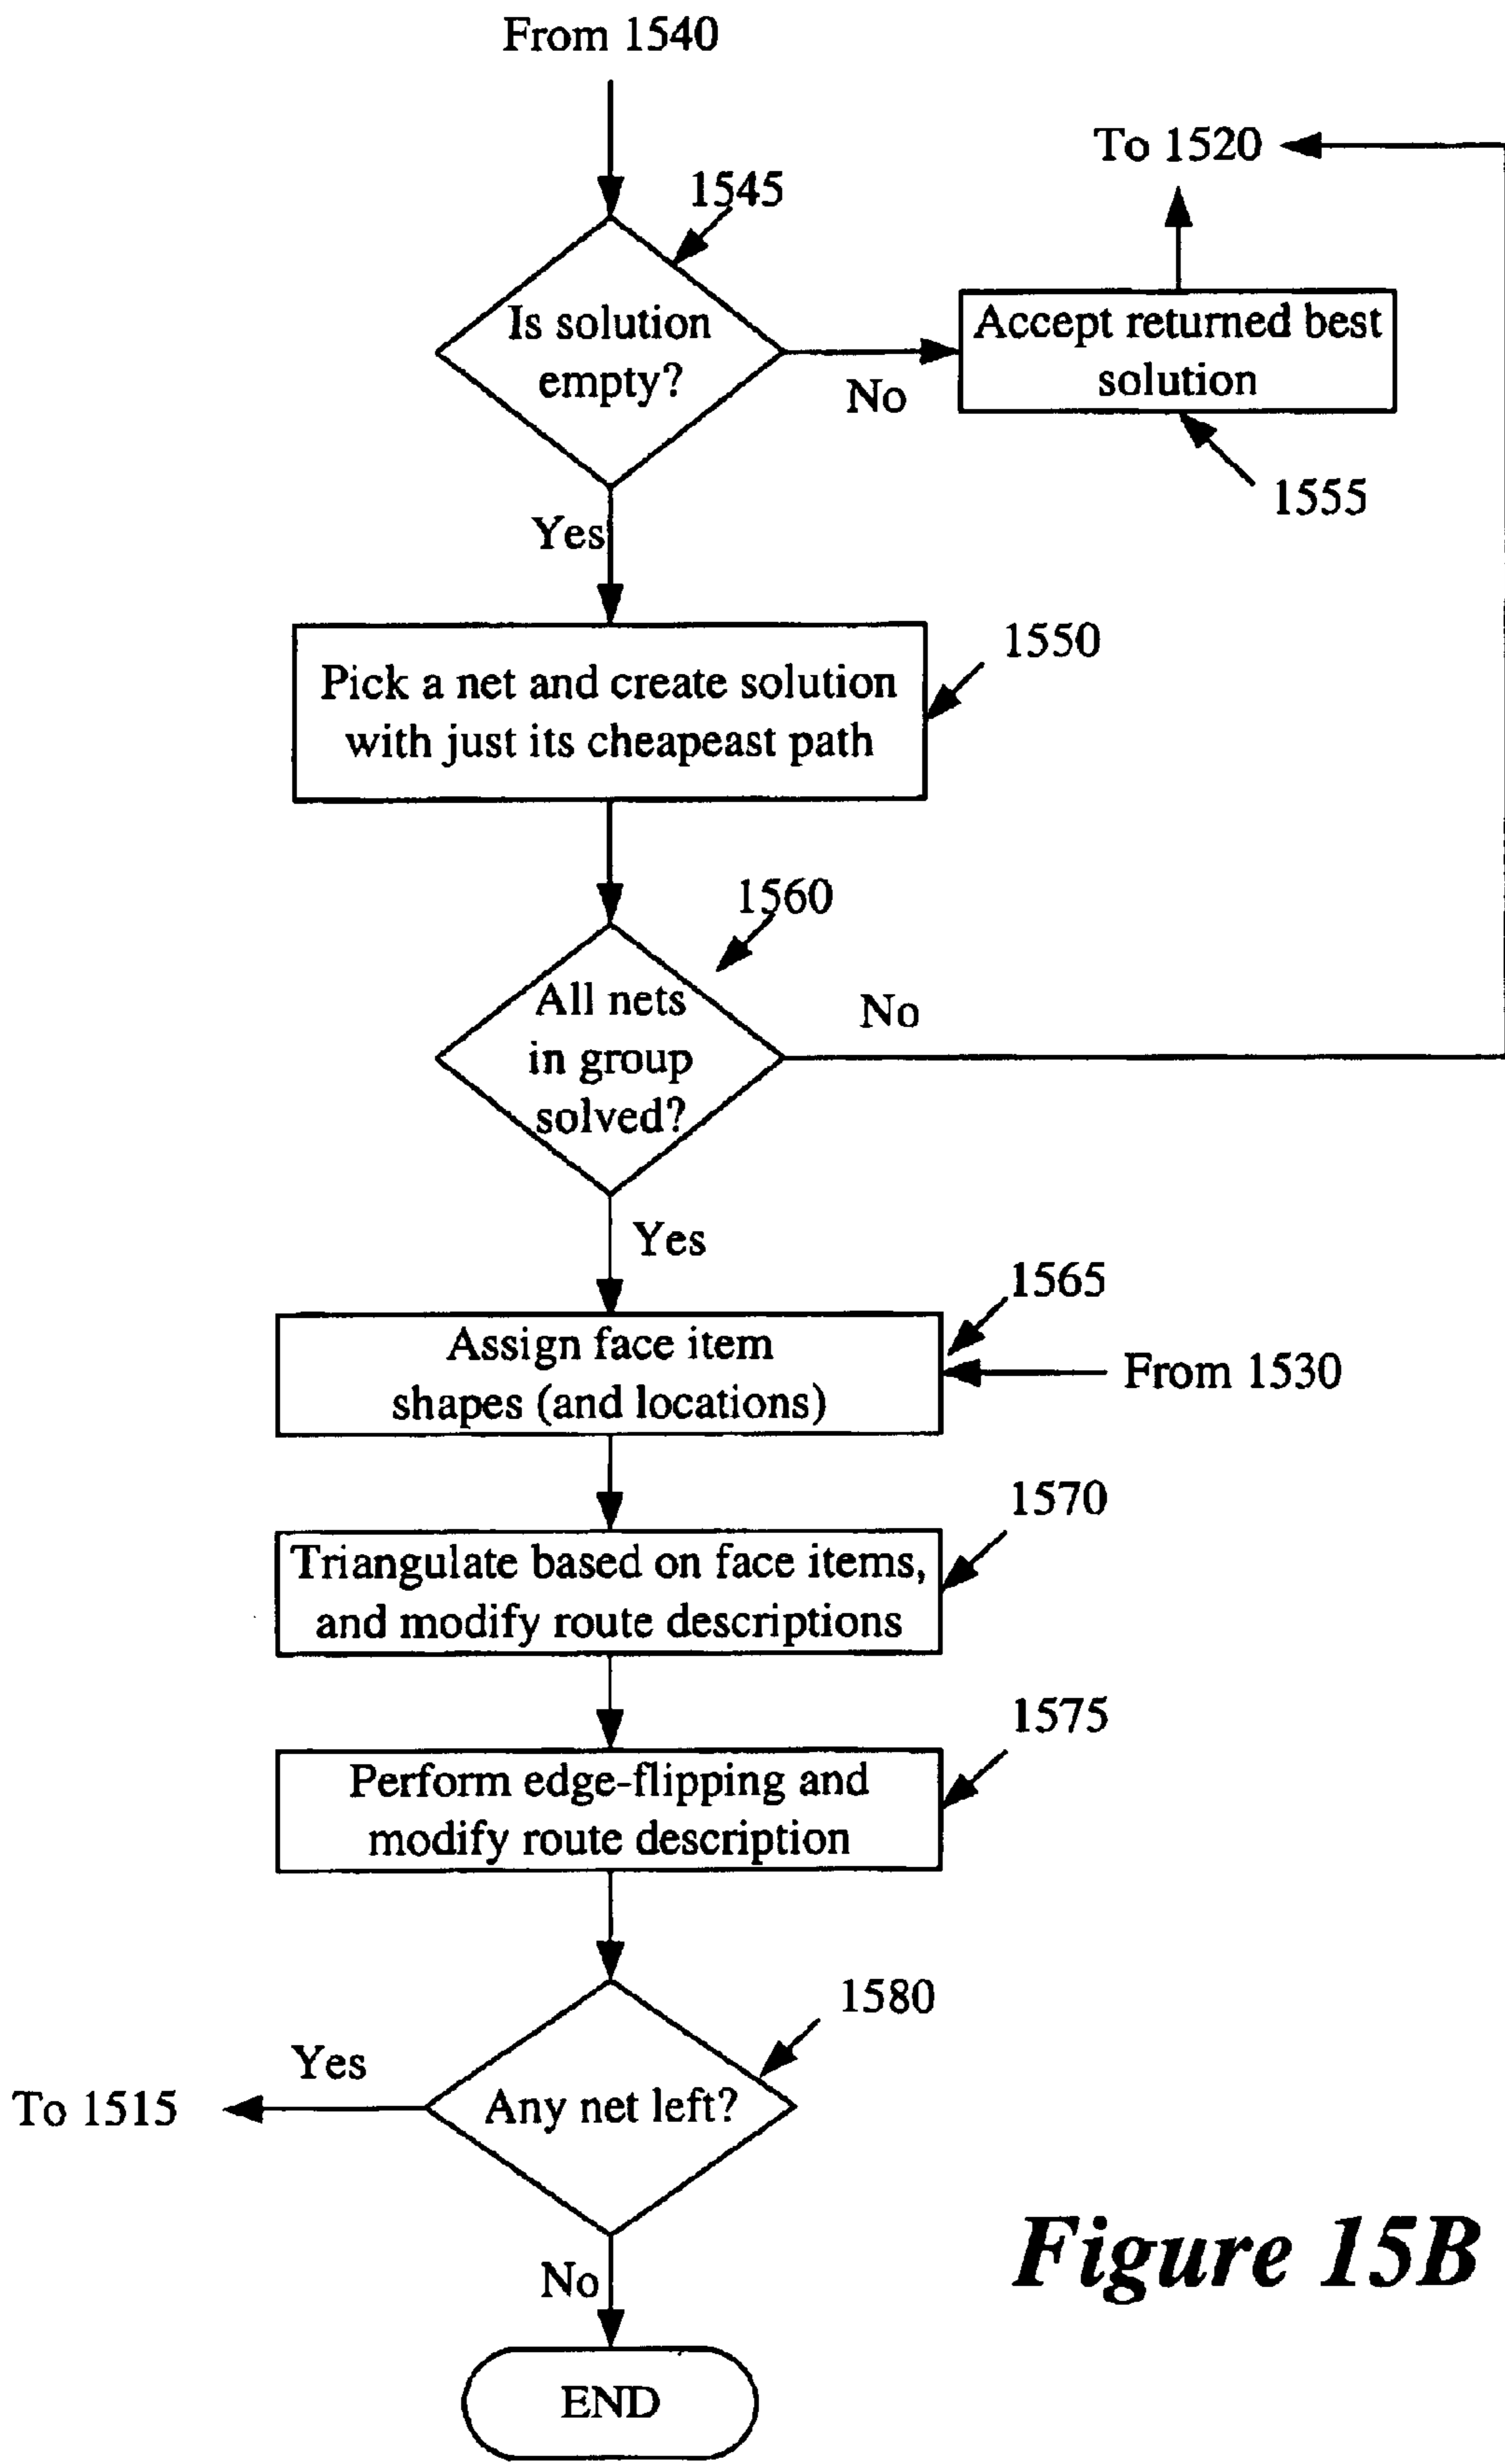 From 1540
To 1520
1545
Is solution
empty?
No
Accept returned best
solution
1555
Yes
1550
Pick a net and create solution
with just its cheapeast path
1560
All nets
in group
solved?
No
Yes
1565
Assign face item
shapes (and locations)
From 1530
1570
Triangulate based on face items,
and modify route descriptions
1575
Perform edge-flipping and
modify route description
1580
Yes
To 1515
Any net left?
No
Figure 15B
END